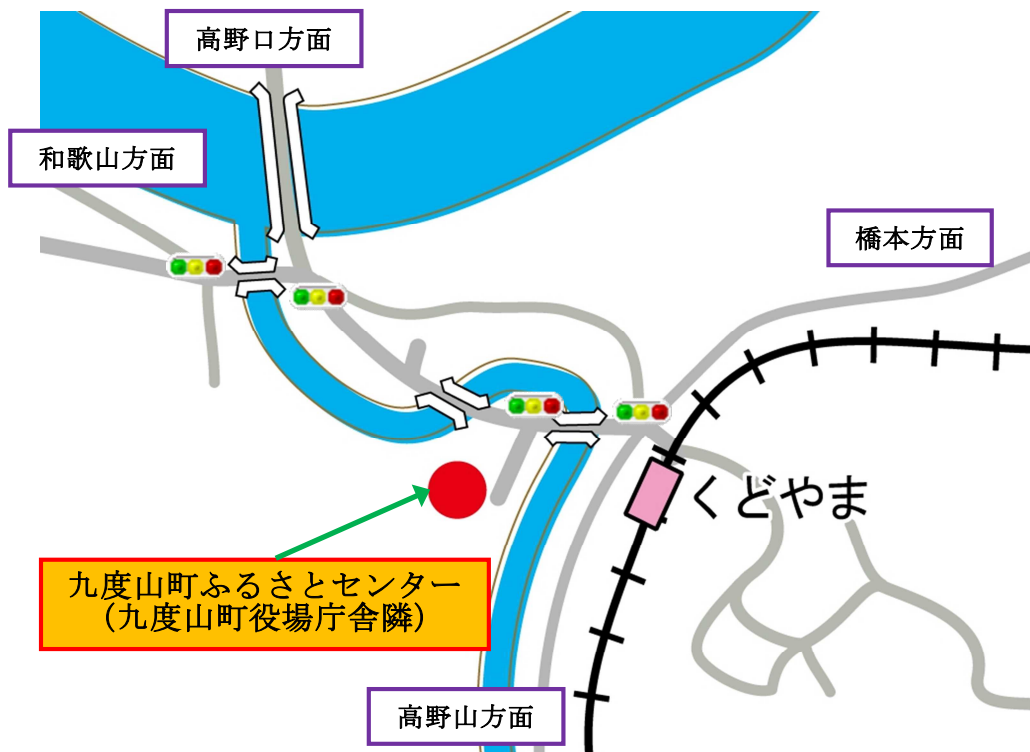 高野口方面
和歌山方面
橋本方面
くどやま
九度山町ふるさとセンター
（九度山町役場庁舎隣）
高野山方面